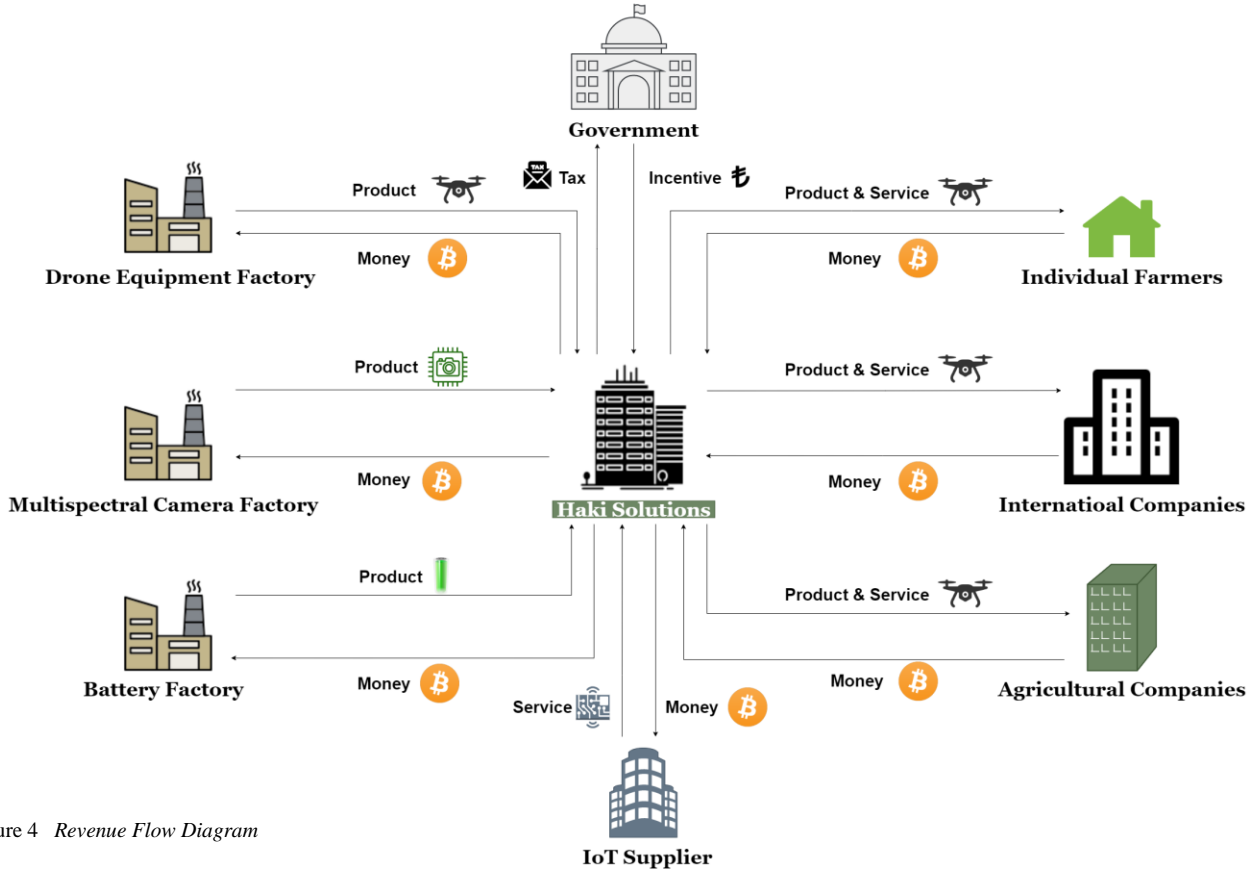 Government
TAX
Tax
Incentive
Product
Product & Service
Money
Money
Drone Equipment Factory
Individual Farmers
Product
Product & Service
Money
Money
Multispectral Camera Factory
Haki Solutions
Internatioal Companies
Product
Product & Service
Money
Money
Battery Factory
Agricultural Companies
Service
Money
ure 4 Revenue Flow Diagram
IoT Supplier